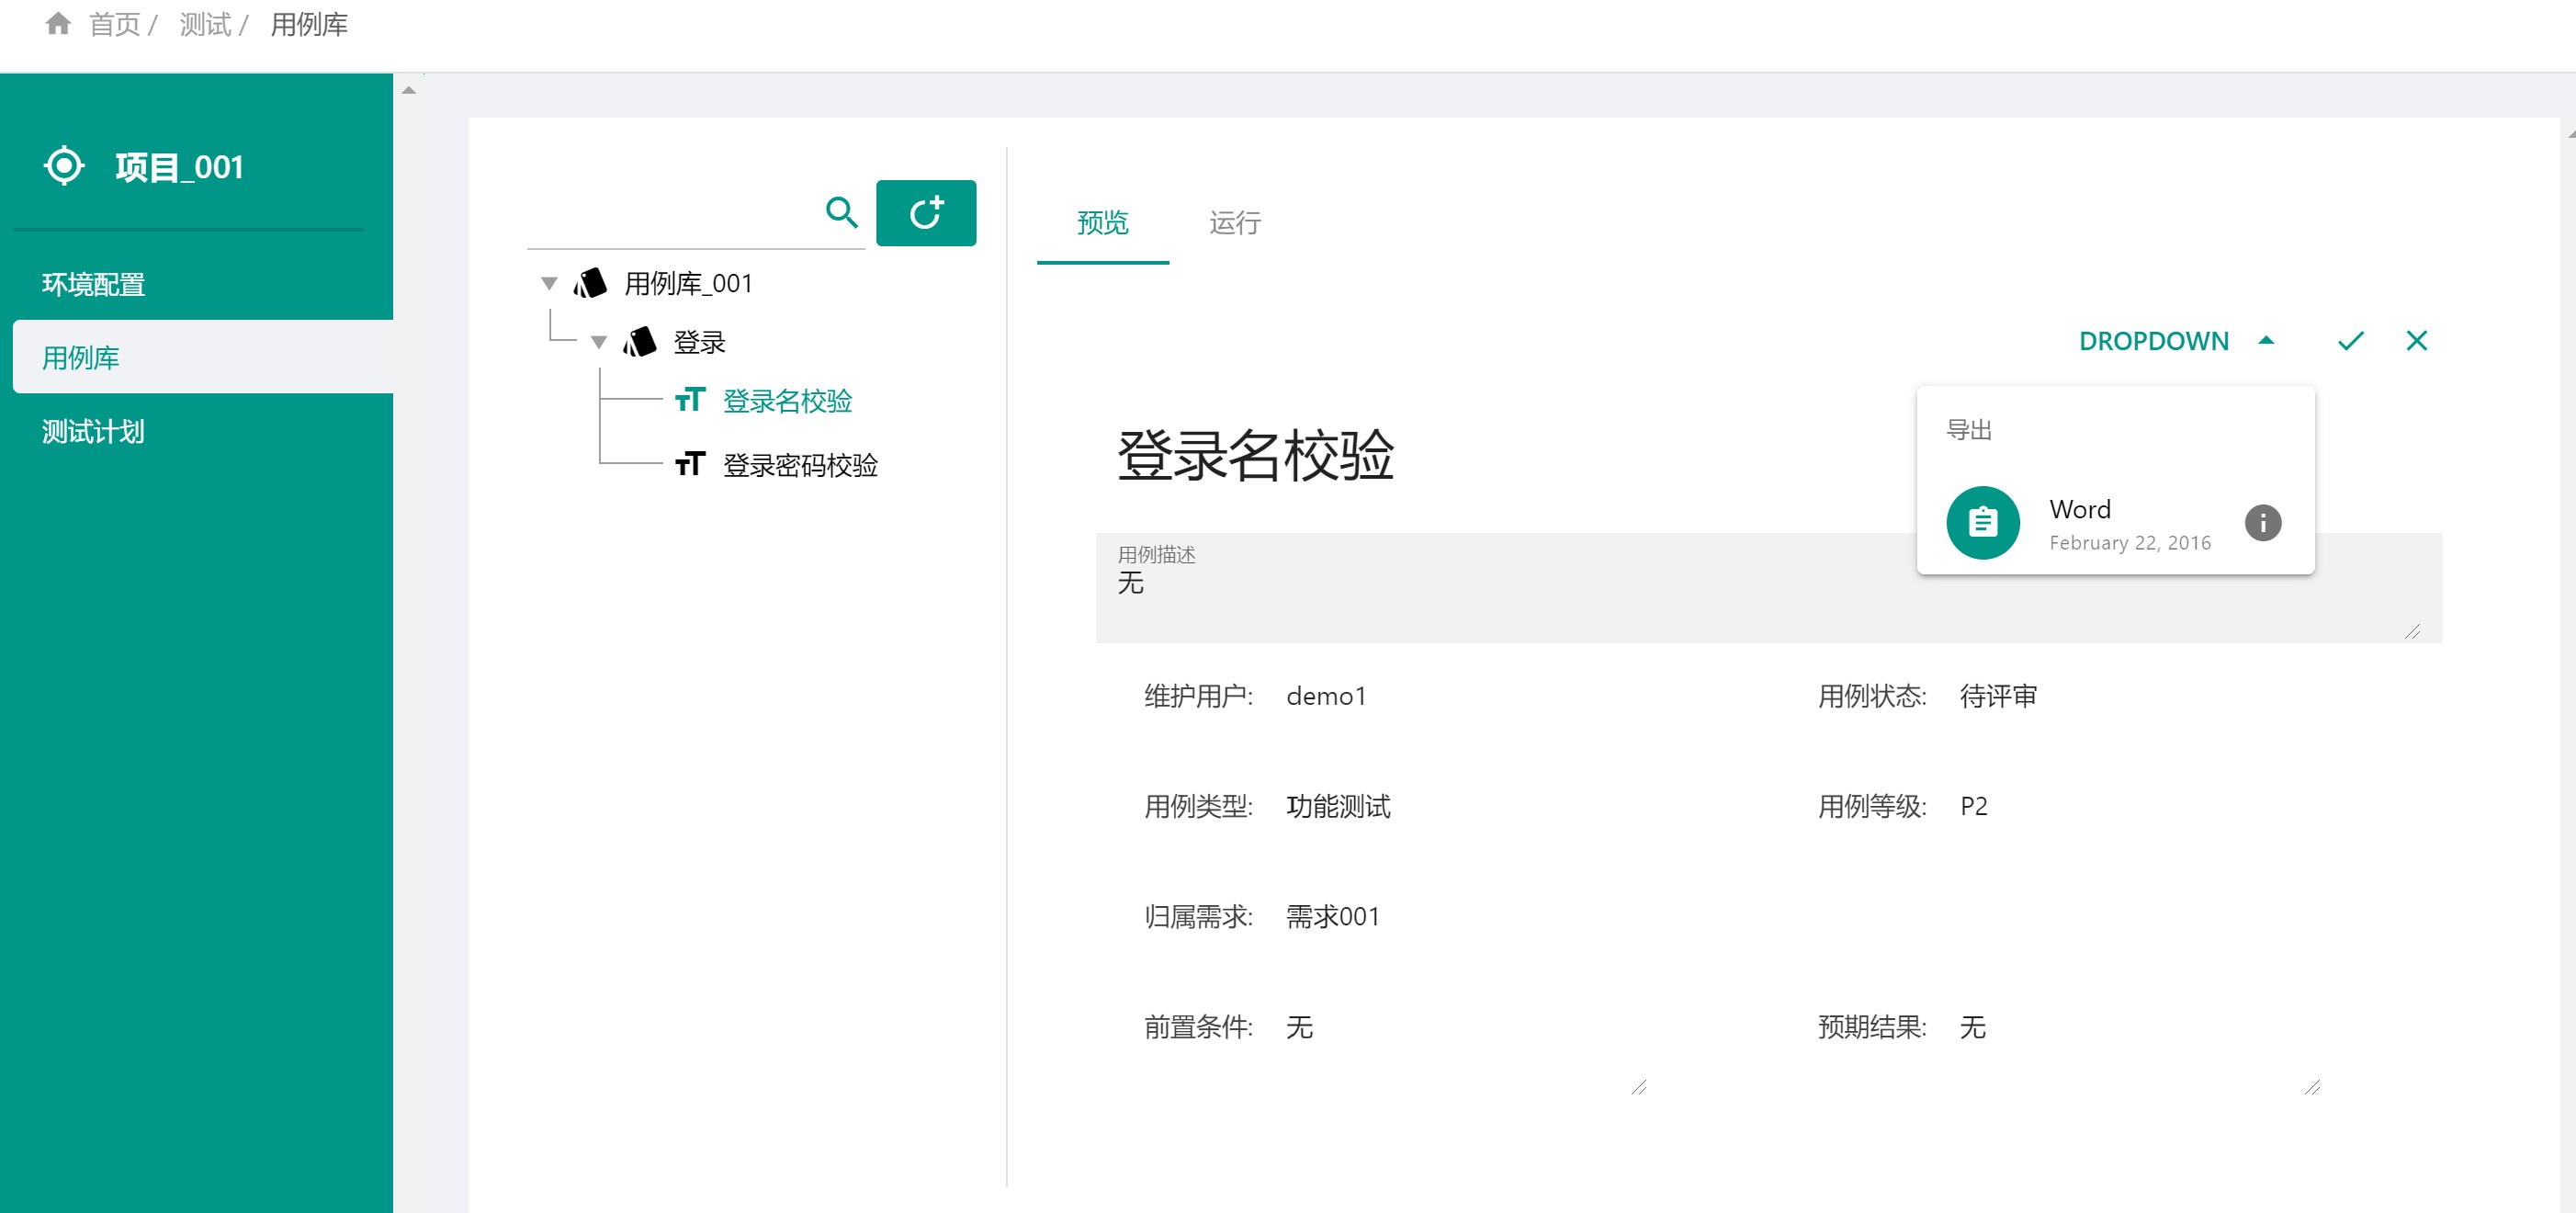 首页 / 测试 / 用例库
项目_001
环境配置
用例库
测试计划
用例库_001
登录
登录名校验
登录密码校验
预览 运行
DROPDOWN
导出
Word
February 22, 2016
登录名校验
用例描述
无
维护用户: demo1 用例状态: 待评审
用例类型: 功能测试 用例等级: P2
归属需求: 需求001
前置条件: 无 预期结果: 无